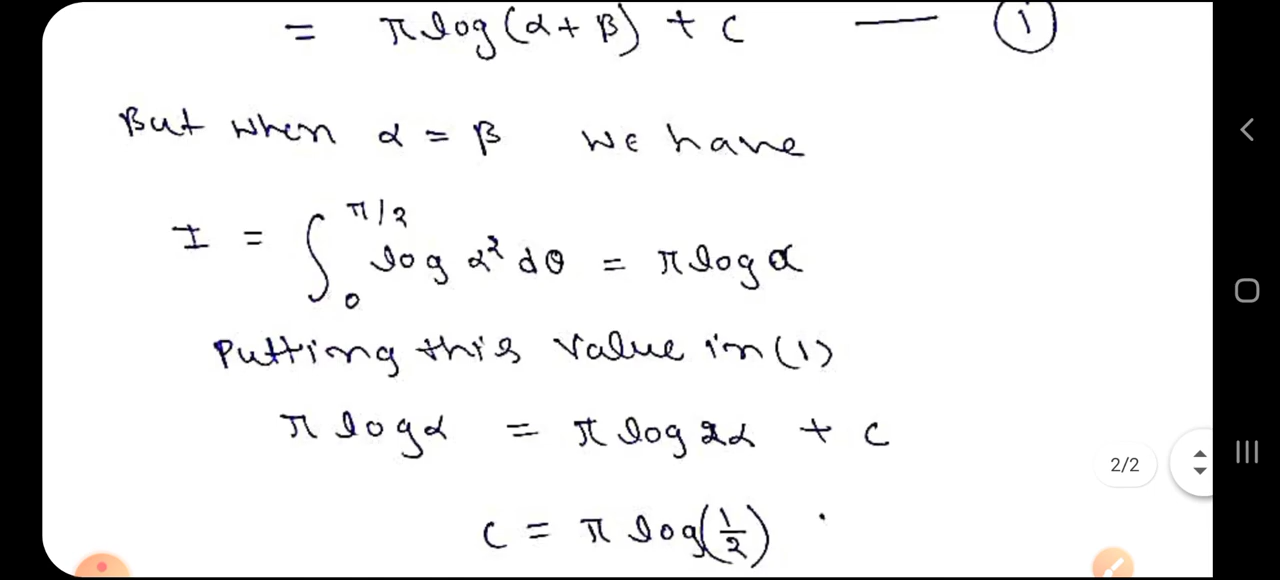 = π log(α + β) + c — (1)
But when α = β we have
I = ∫₀^π/2 log α² dθ = π log α
Putting this value in (1)
π log α = π log 2α + c
c = π log(1/2)
2/2